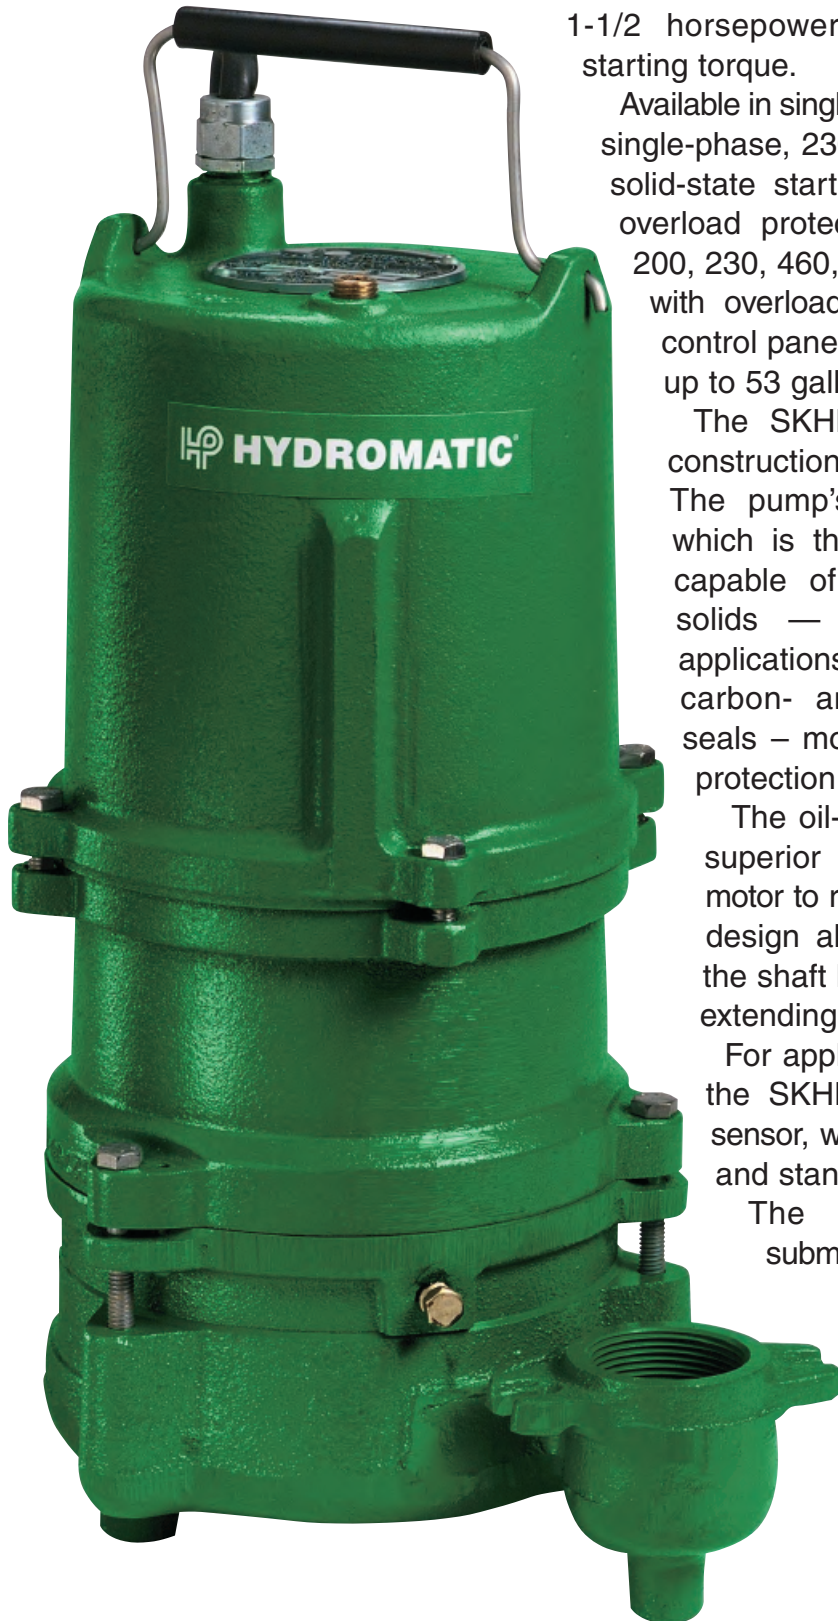 1-1/2 horsepower
starting torque.
Available in singl
single-phase, 23
solid-state start
overload protec
200, 230, 460,
with overload
control pane
up to 53 gall
The SKHI
construction
The pump's
which is th
capable of
solids —
applications
carbon- ar
seals – mo
protection
The oil-
superior
motor to r
design al
the shaft
extending
For appl
the SKHI
sensor, w
and stan
The
subm
HP HYDROMATIC